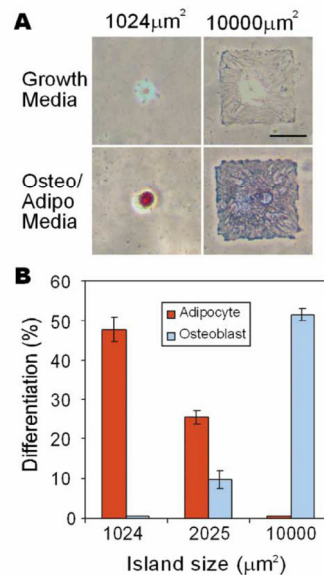 A
1024μm² 10000μm²
Growth
Media
Osteo/
Adipo
Media
B
Differentiation (%)
60
50
40
30
20
10
0
Adipocyte
Osteoblast
1024 2025 10000
Island size (μm²)